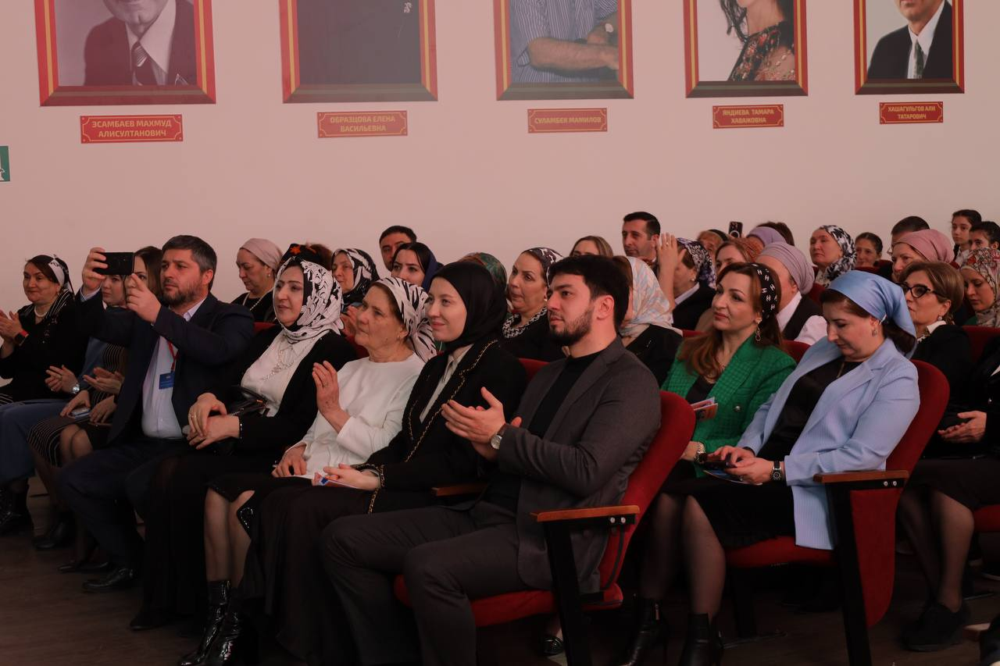 ЭСАМБАЕВ МАХМУД
АЛИСУЛТАНОВИЧ
ОБРАЗЦОВА ЕЛЕНА
ВАСИЛЬЕВНА
СУЛАМБЕК МАМИЛОВ
ЯНДИЕВА ТАМАРА
ХАВАЖОВНА
ХАШАГУЛЬГОВ АЛИ
ТАТАРОВИЧ